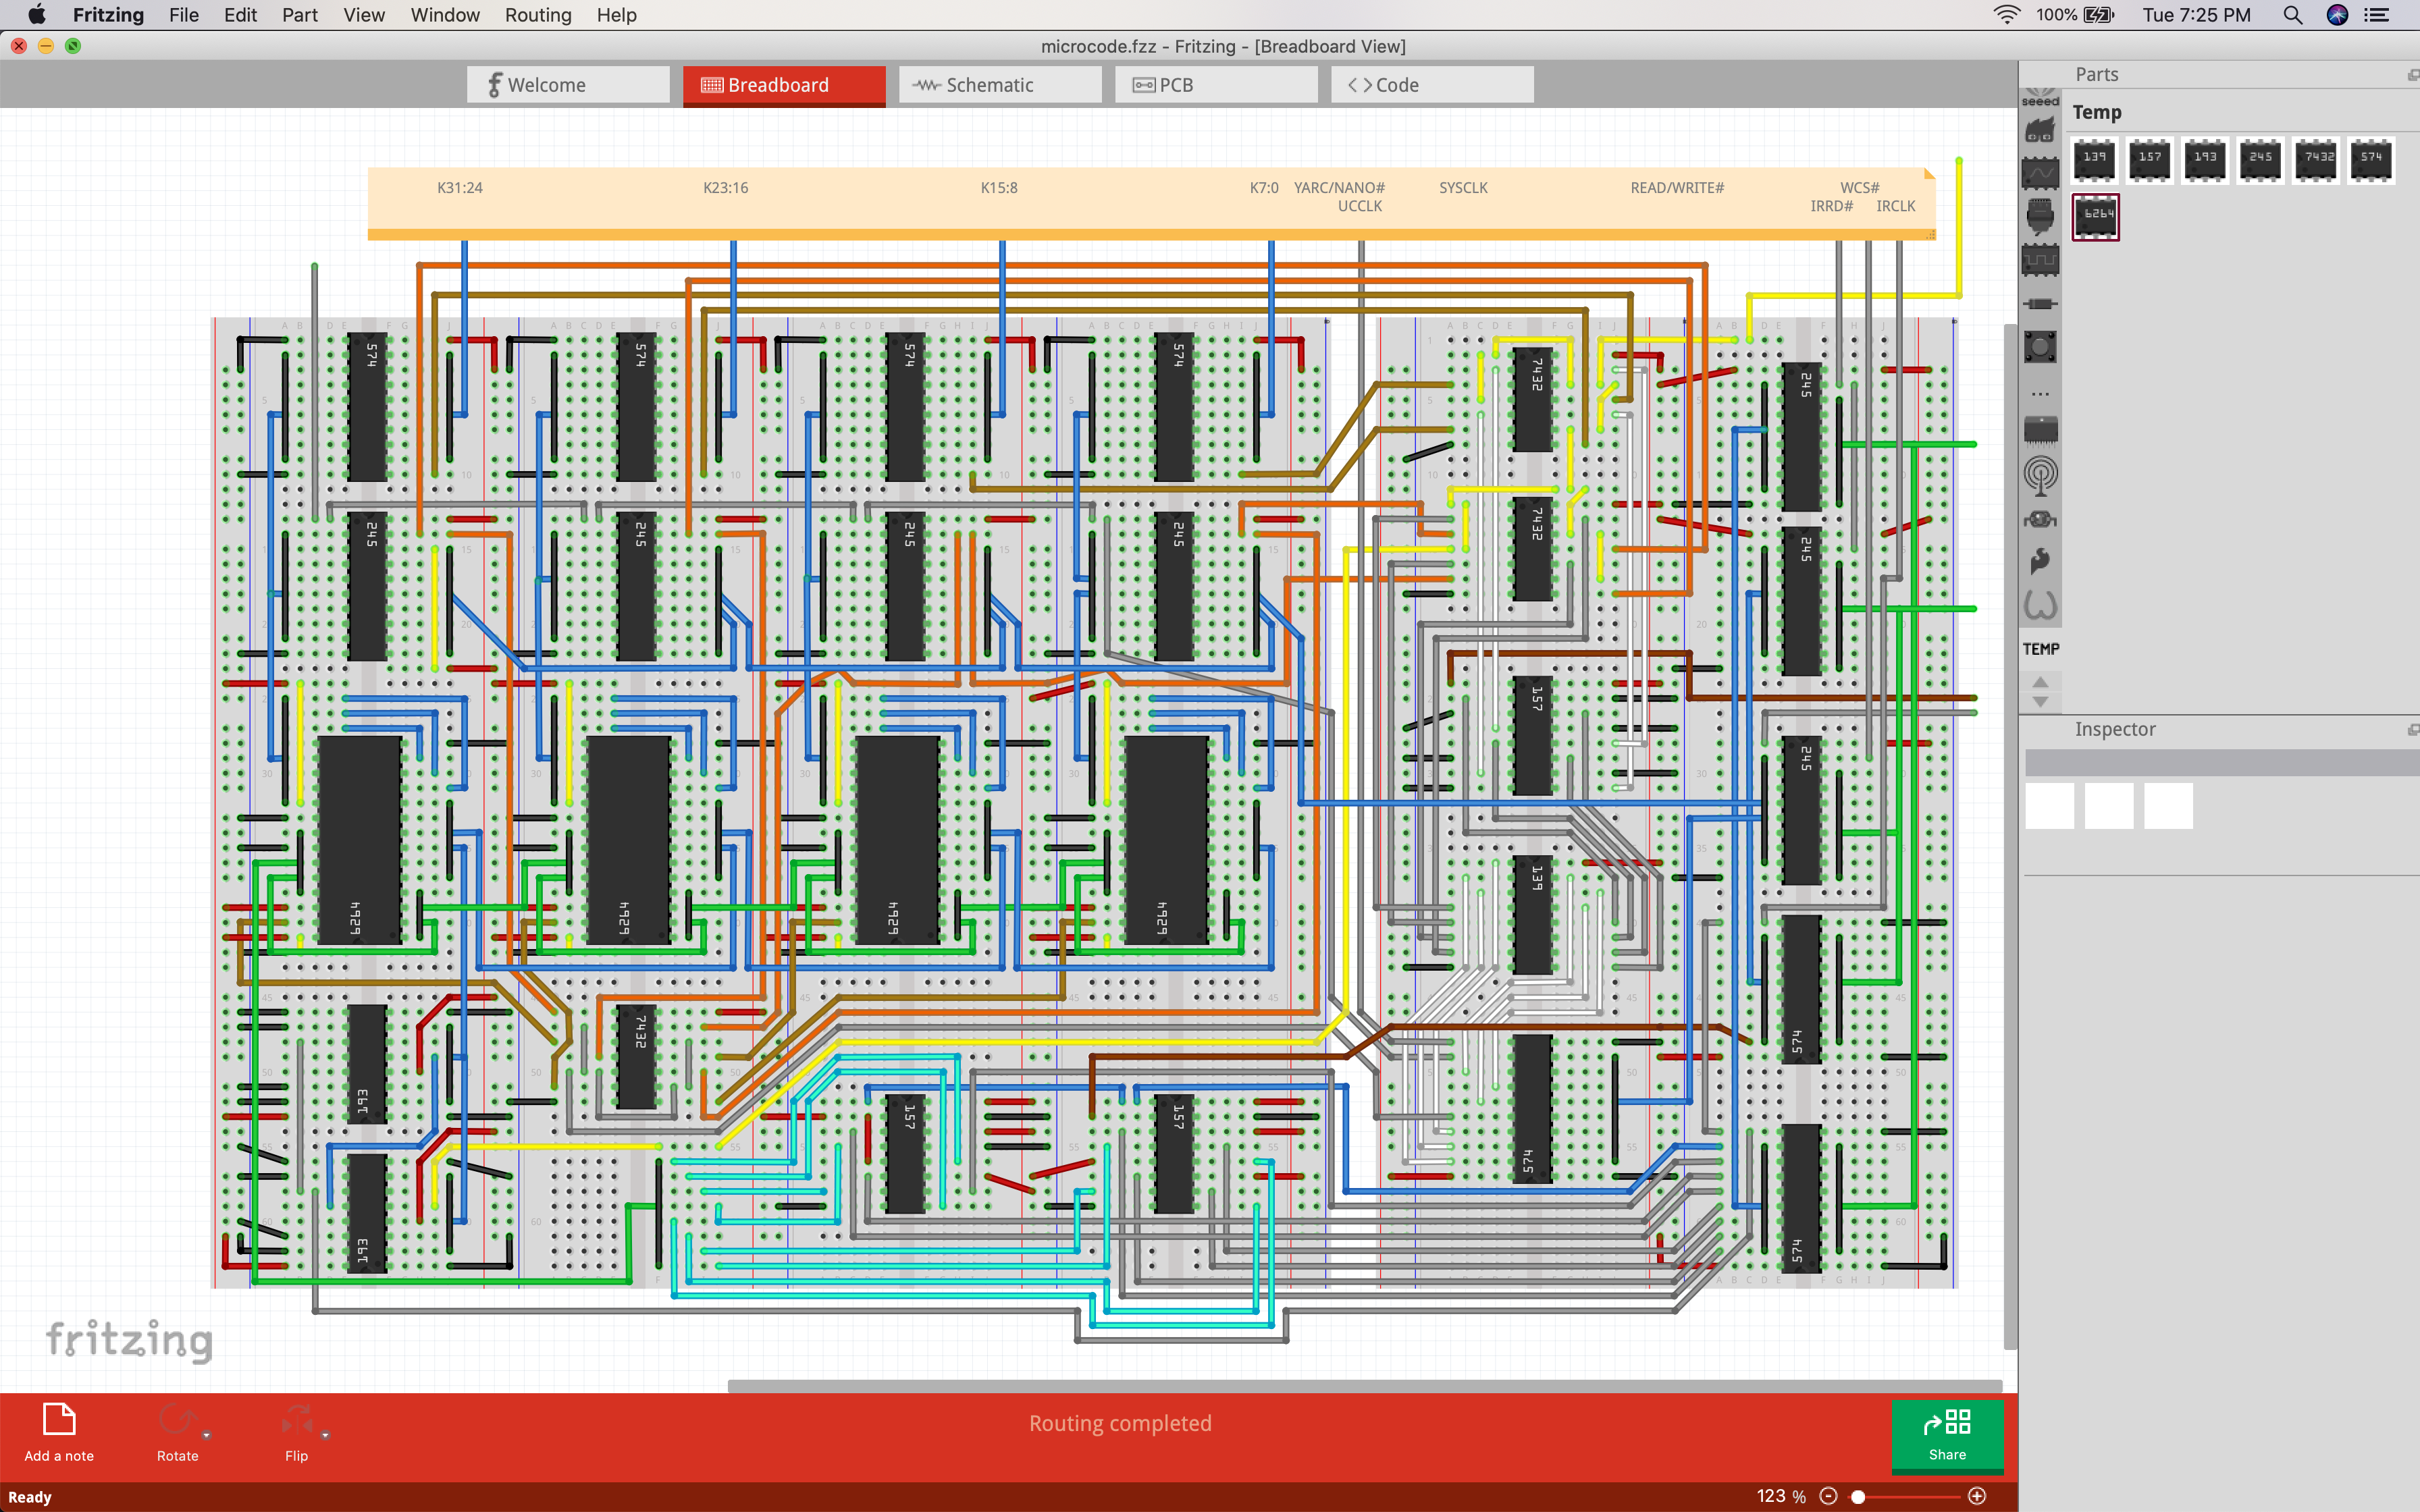 Fritzing File Edit Part View Window Routing Help
100% Tue 7:25 PM
microcode.fzz - Fritzing - [Breadboard View]
Welcome Breadboard Schematic PCB Code
Parts
seeed
Temp
139 157 193 245 7432 574
6264
...
TEMP
Inspector
K31:24 K23:16 K15:8 K7:0 YARC/NANO# SYSCLK READ/WRITE# WCS#
UCCLK IRRD# IRCLK
574 574 574 574 7432 245
245 245 245 245 7432 245
157 245
6264 6264 6264 6264 139 574
193 7432 157 157 574
193 574
fritzing
Routing completed
Add a note Rotate Flip Share
Ready 123 %